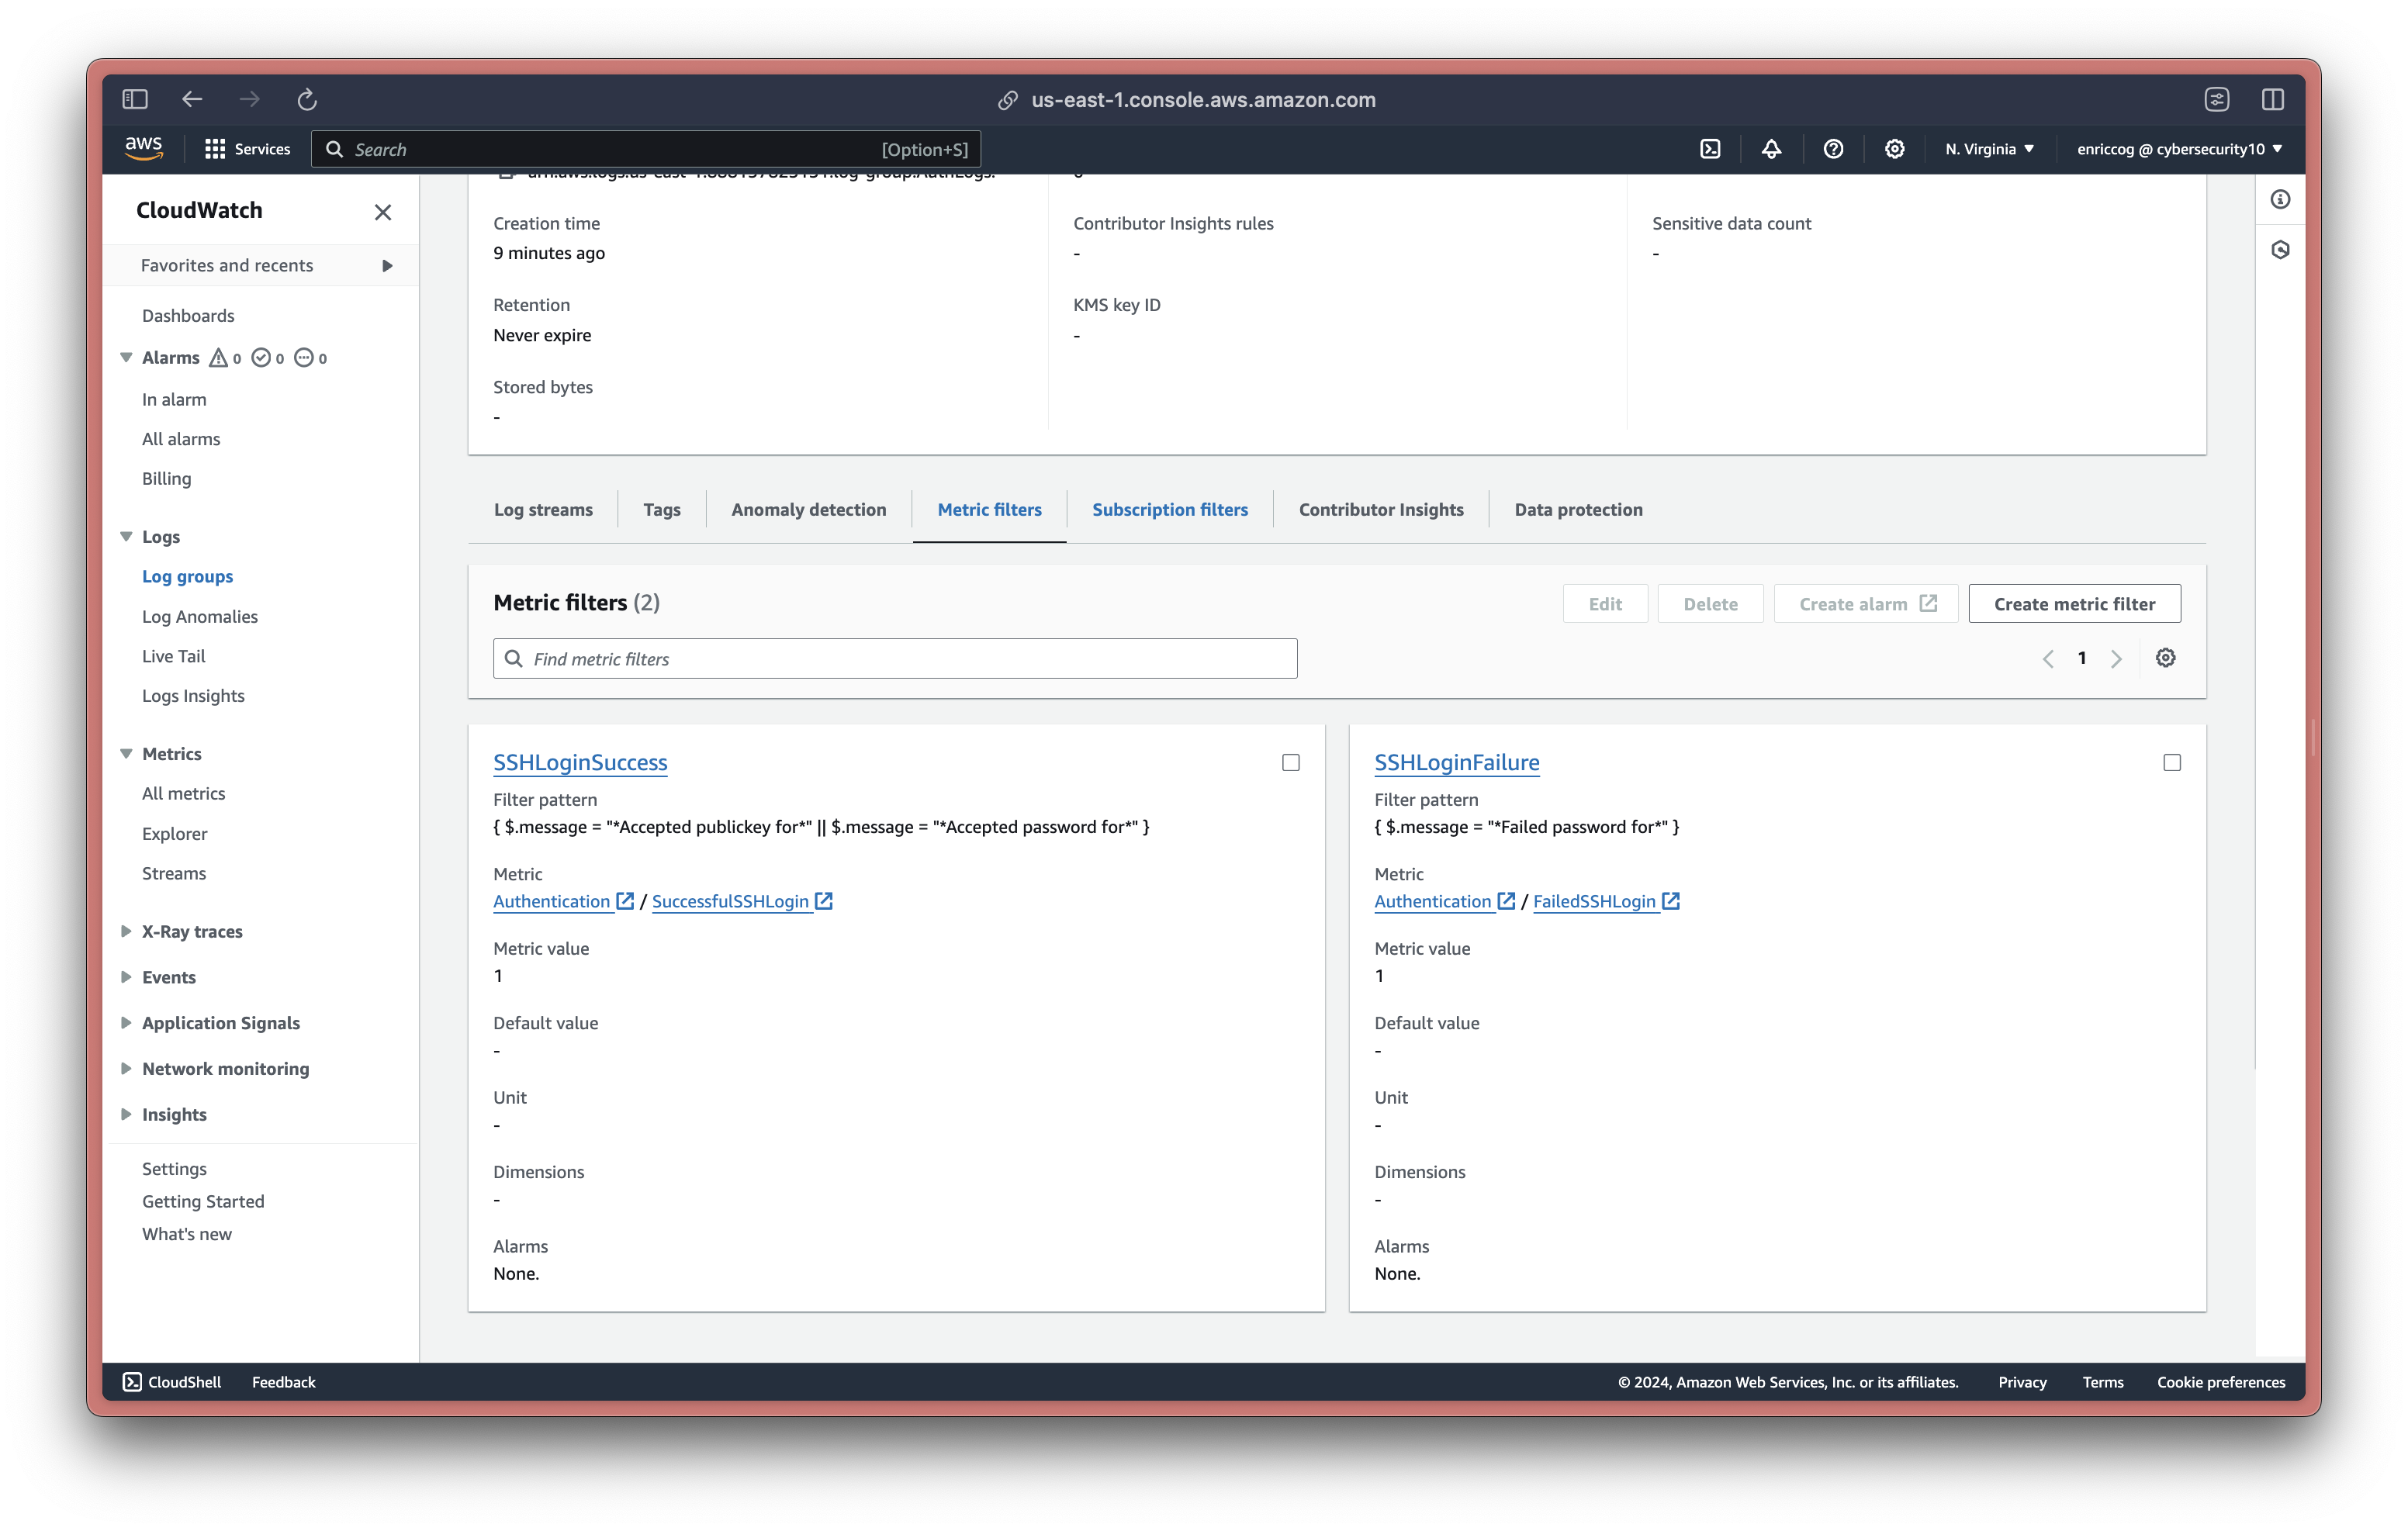 us-east-1.console.aws.amazon.com
aws
Services
Search
[Option+S]
N. Virginia
enriccog @ cybersecurity10
CloudWatch
Favorites and recents
Dashboards
Alarms 0 0 0
In alarm
All alarms
Billing
Logs
Log groups
Log Anomalies
Live Tail
Logs Insights
Metrics
All metrics
Explorer
Streams
X-Ray traces
Events
Application Signals
Network monitoring
Insights
Settings
Getting Started
What's new
Creation time
9 minutes ago
Retention
Never expire
Stored bytes
-
Contributor Insights rules
-
KMS key ID
-
Sensitive data count
-
Log streams
Tags
Anomaly detection
Metric filters
Subscription filters
Contributor Insights
Data protection
Metric filters (2)
Edit
Delete
Create alarm
Create metric filter
Find metric filters
1
SSHLoginSuccess
Filter pattern
{ $.message = "*Accepted publickey for*" || $.message = "*Accepted password for*" }
Metric
Authentication / SuccessfulSSHLogin
Metric value
1
Default value
-
Unit
-
Dimensions
-
Alarms
None.
SSHLoginFailure
Filter pattern
{ $.message = "*Failed password for*" }
Metric
Authentication / FailedSSHLogin
Metric value
1
Default value
-
Unit
-
Dimensions
-
Alarms
None.
CloudShell
Feedback
© 2024, Amazon Web Services, Inc. or its affiliates.
Privacy
Terms
Cookie preferences